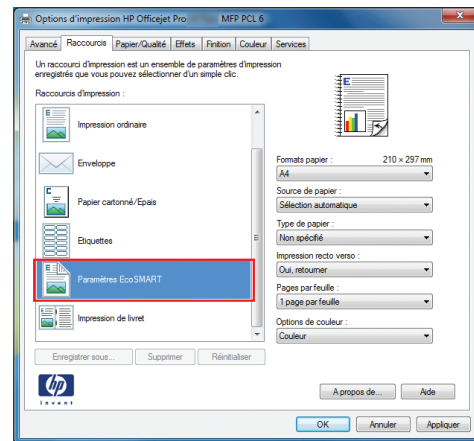 Options d'impression HP Officejet Pro MFP PCL 6
Avancé Raccourcis Papier/Qualité Effets Finition Couleur Services
Un raccourci d'impression est un ensemble de paramètres d'impression
enregistrés que vous pouvez sélectionner d'un simple clic.
Raccourcis d'impression :
Impression ordinaire
Enveloppe
Papier cartonné/Epais
Etiquettes
Paramètres EcoSMART
Impression de livret
Enregistrer sous... Supprimer Réinitialiser
Formats papier : 210 × 297 mm
A4
Source de papier :
Sélection automatique
Type de papier :
Non spécifié
Impression recto verso :
Oui, retourner
Pages par feuille :
1 page par feuille
Options de couleur :
Couleur
hp
invent
A propos de... Aide
OK Annuler Appliquer